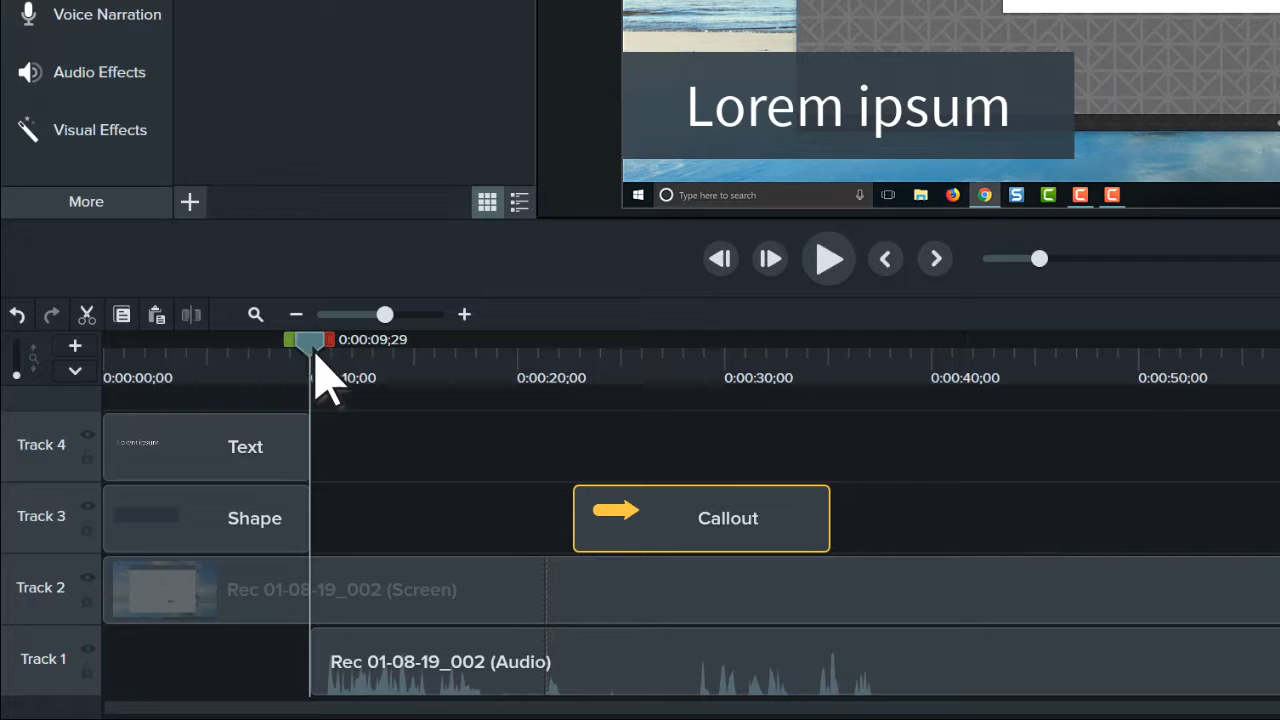 Voice Narration
Audio Effects
Visual Effects
More
Lorem ipsum
Type here to search
0:00:09;29
0:00:00;00
10;00
0:00:20;00
0:00:30;00
0:00:40;00
0:00:50;00
Track 4
Lorem ipsum
Text
Track 3
Shape
Callout
Track 2
Rec 01-08-19_002 (Screen)
Track 1
Rec 01-08-19_002 (Audio)